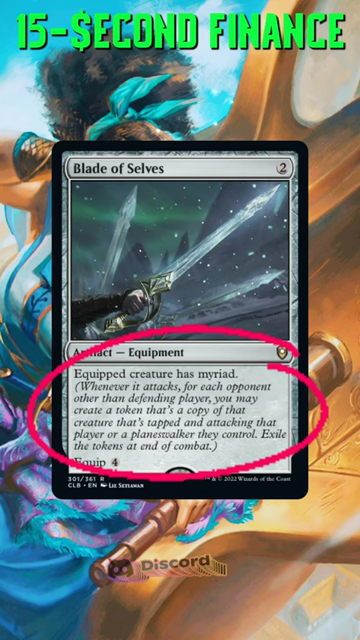 15-$ECOND FINANCE
Blade of Selves 2
Artifact — Equipment
Equipped creature has myriad.
(Whenever it attacks, for each opponent
other than defending player, you may
create a token that's a copy of that
creature that's tapped and attacking that
player or a planeswalker they control. Exile
the tokens at end of combat.)
Equip 4
301/361 R
CLB • EN Lie Setiawan
™ & © 2022 Wizards of the Coast
Discord